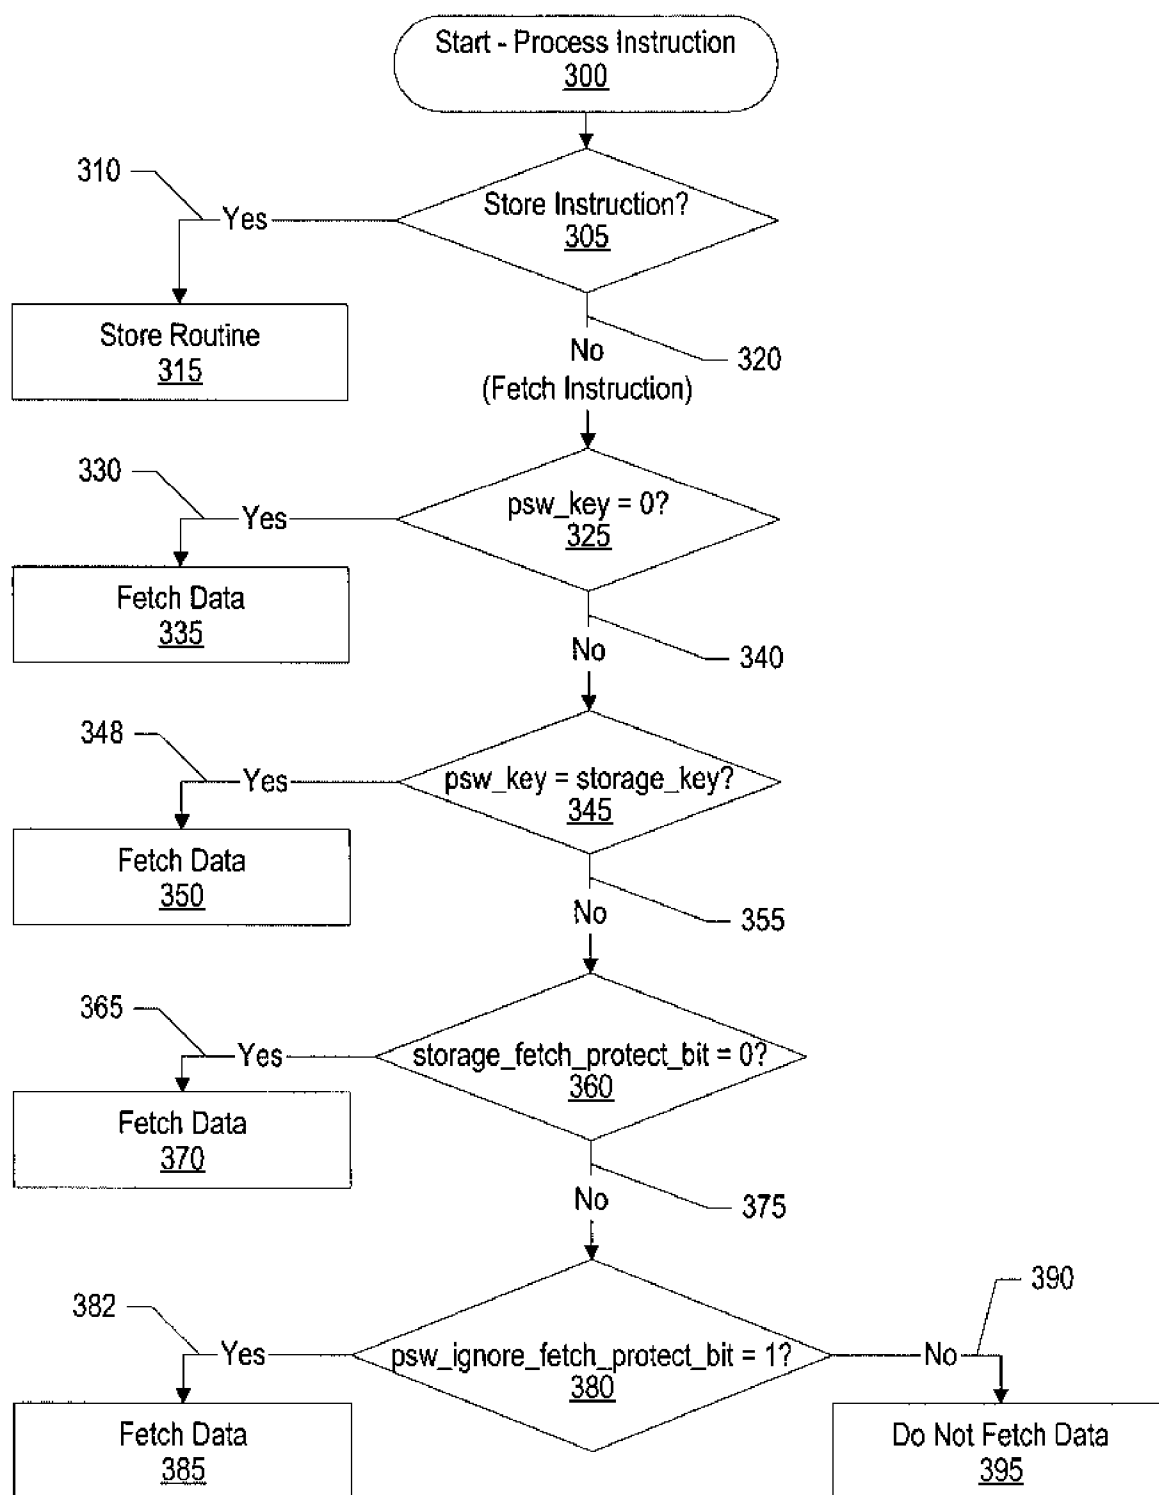 Start - Process Instruction
300
310
Yes
Store Instruction?
305
Store Routine
315
320
No
(Fetch Instruction)
330
Yes
psw_key = 0?
325
Fetch Data
335
No
340
348
Yes
psw_key = storage_key?
345
Fetch Data
350
No
355
365
Yes
storage_fetch_protect_bit = 0?
360
Fetch Data
370
No
375
382
390
Yes
psw_ignore_fetch_protect_bit = 1?
380
No
Fetch Data
385
Do Not Fetch Data
395